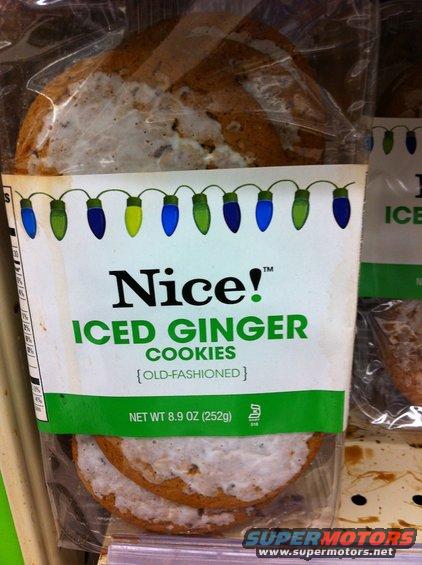 Nice!™
ICED GINGER
COOKIES
{OLD-FASHIONED}
NET WT 8.9 OZ (252g)
ICE
SUPERMOTORS
www.supermotors.net